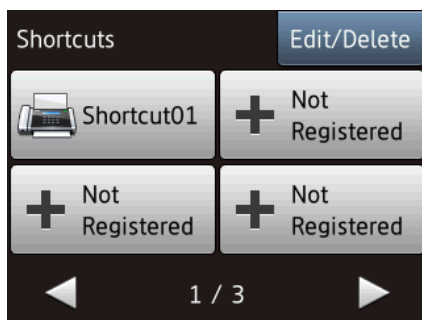 Shortcuts
Edit/Delete
Shortcut01
Not
Registered
Not
Registered
Not
Registered
1 / 3